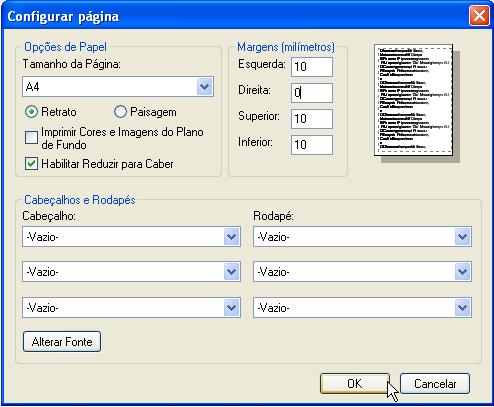 Configurar página
Opções de Papel
Tamanho da Página:
A4
Retrato
Paisagem
Imprimir Cores e Imagens do Plano
de Fundo
Habilitar Reduzir para Caber
Margens (milímetros)
Esquerda: 10
Direita: 0
Superior: 10
Inferior: 10
Cabeçalhos e Rodapés
Cabeçalho:
Rodapé:
-Vazio-
-Vazio-
-Vazio-
-Vazio-
-Vazio-
-Vazio-
Alterar Fonte
OK
Cancelar